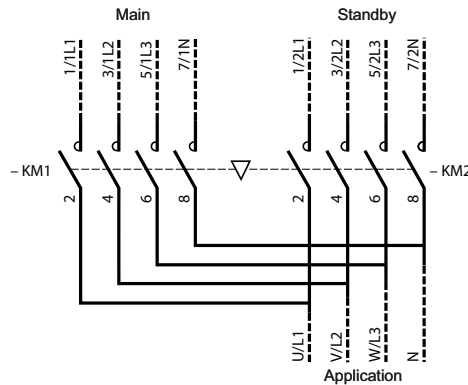 Main
Standby
1/1L1
3/1L2
5/1L3
7/1N
1/2L1
3/2L2
5/2L3
7/2N
– KM1
– KM2
2
4
6
8
2
4
6
8
U/L1
V/L2
W/L3
N
Application